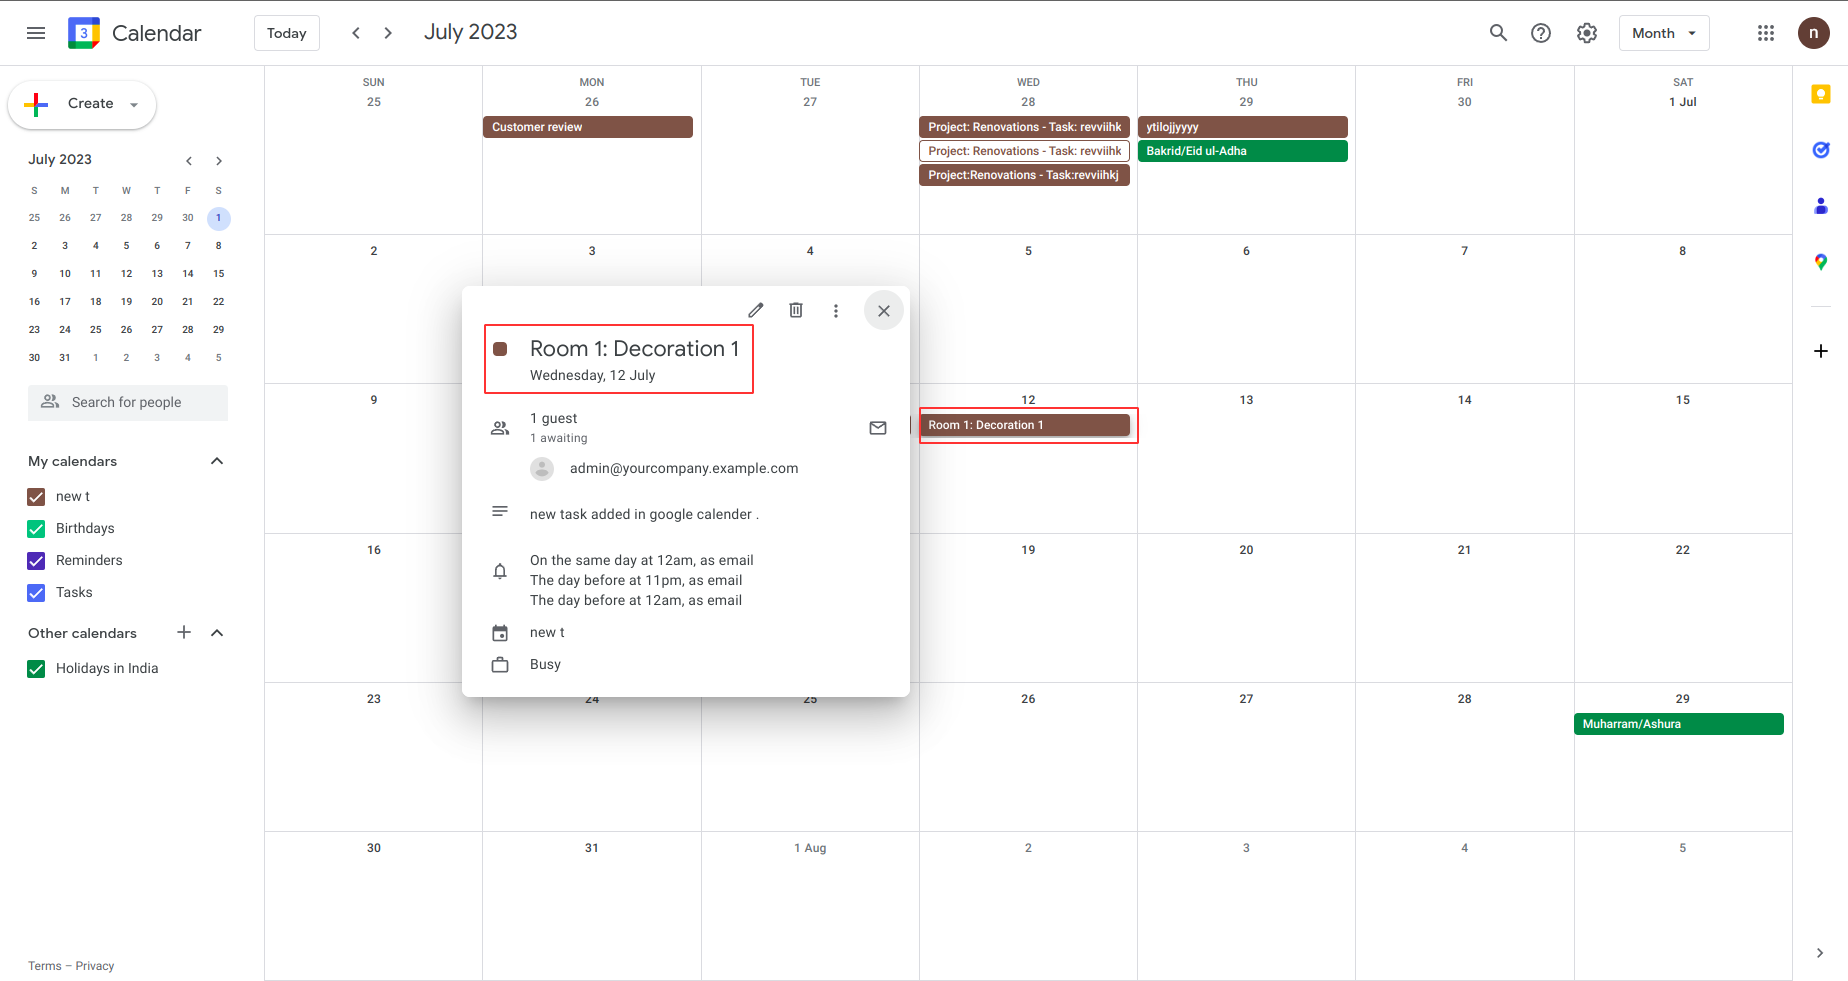 3
Calendar
Today
July 2023
Month
n
Create
July 2023
S M T W T F S
25 26 27 28 29 30 1
2 3 4 5 6 7 8
9 10 11 12 13 14 15
16 17 18 19 20 21 22
23 24 25 26 27 28 29
30 31 1 2 3 4 5
Search for people
My calendars
new t
Birthdays
Reminders
Tasks
Other calendars
Holidays in India
Terms – Privacy
SUN MON TUE WED THU FRI SAT
25 26 27 28 29 30 1 Jul
Customer review
Project: Renovations - Task: revviihk
Project: Renovations - Task: revviihk
Project:Renovations - Task:revviihkj
ytilojjyyyy
Bakrid/Eid ul-Adha
2 3 4 5 6 7 8
Room 1: Decoration 1
Wednesday, 12 July
1 guest
1 awaiting
admin@yourcompany.example.com
new task added in google calender .
On the same day at 12am, as email
The day before at 11pm, as email
The day before at 12am, as email
new t
Busy
9 12 13 14 15
Room 1: Decoration 1
16 19 20 21 22
23 24 25 26 27 28 29
Muharram/Ashura
30 31 1 Aug 2 3 4 5